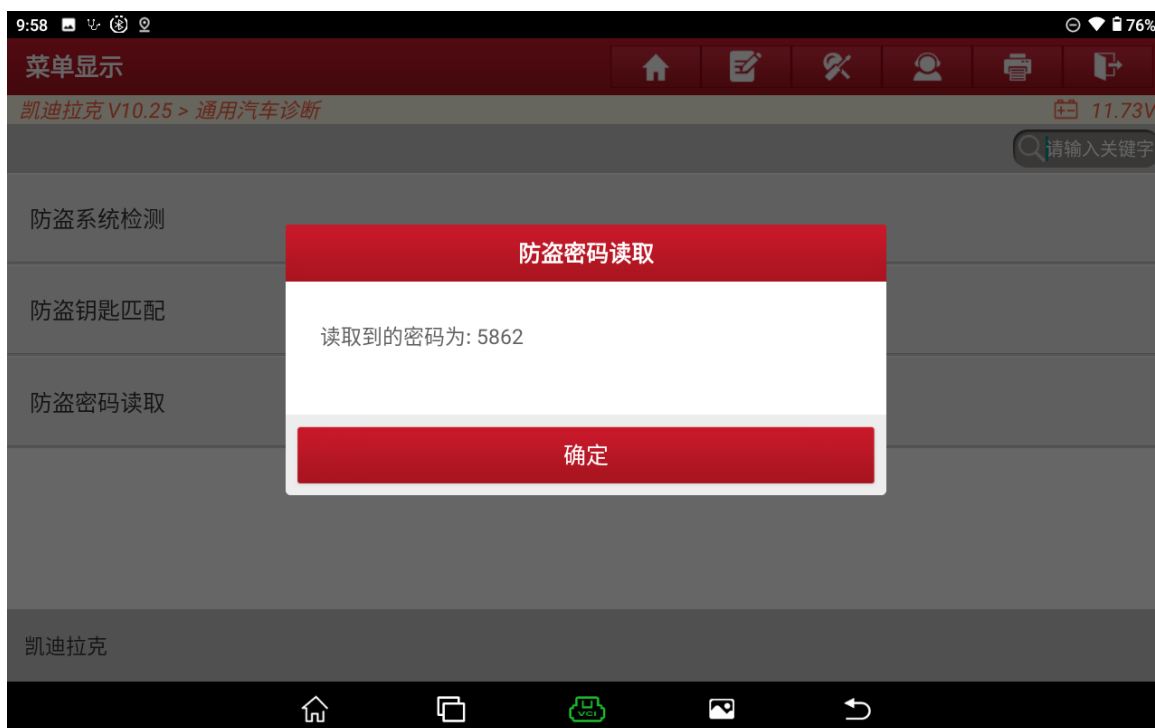 9:58
76%
菜单显示
凯迪拉克 V10.25 > 通用汽车诊断
11.73V
请输入关键字
防盗系统检测
防盗密码读取
防盗钥匙匹配
读取到的密码为: 5862
防盗密码读取
确定
凯迪拉克
VCI